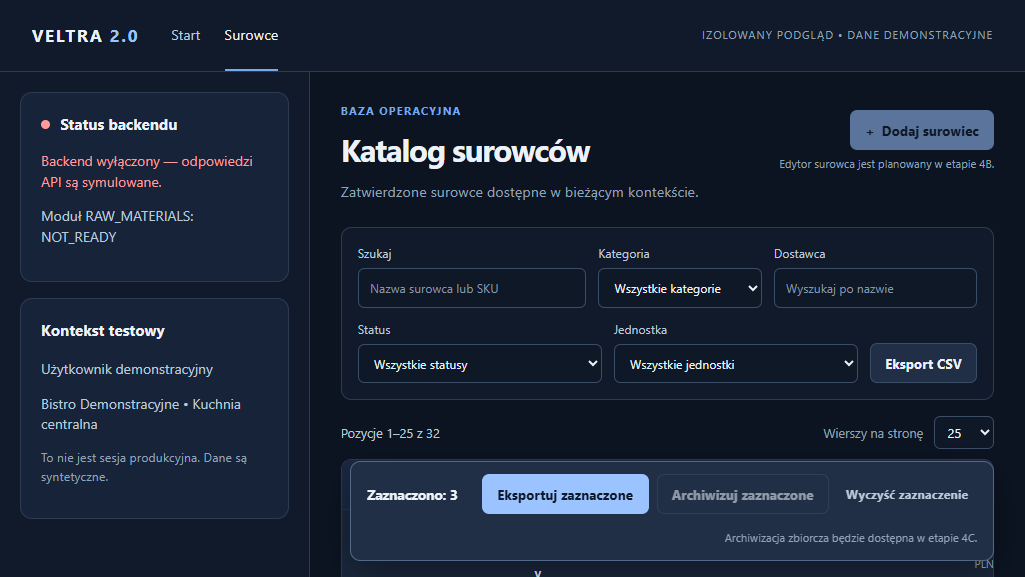 VELTRA 2.0
Start
Surowce
IZOLOWANY PODGLĄD • DANE DEMONSTRACYJNE
Status backendu
Backend wyłączony — odpowiedzi
API są symulowane.
Moduł RAW_MATERIALS:
NOT_READY
Kontekst testowy
Użytkownik demonstracyjny
Bistro Demonstracyjne • Kuchnia
centralna
To nie jest sesja produkcyjna. Dane są
syntetyczne.
BAZA OPERACYJNA
Katalog surowców
Zatwierdzone surowce dostępne w bieżącym kontekście.
+ Dodaj surowiec
Edytor surowca jest planowany w etapie 4B.
Szukaj
Nazwa surowca lub SKU
Kategoria
Wszystkie kategorie
Dostawca
Wyszukaj po nazwie
Status
Wszystkie statusy
Jednostka
Wszystkie jednostki
Eksport CSV
Pozycje 1–25 z 32
Wierszy na stronę
25
Zaznaczono: 3
Eksportuj zaznaczone
Archiwizuj zaznaczone
Wyczyść zaznaczenie
Archiwizacja zbiorcza będzie dostępna w etapie 4C.
PLN